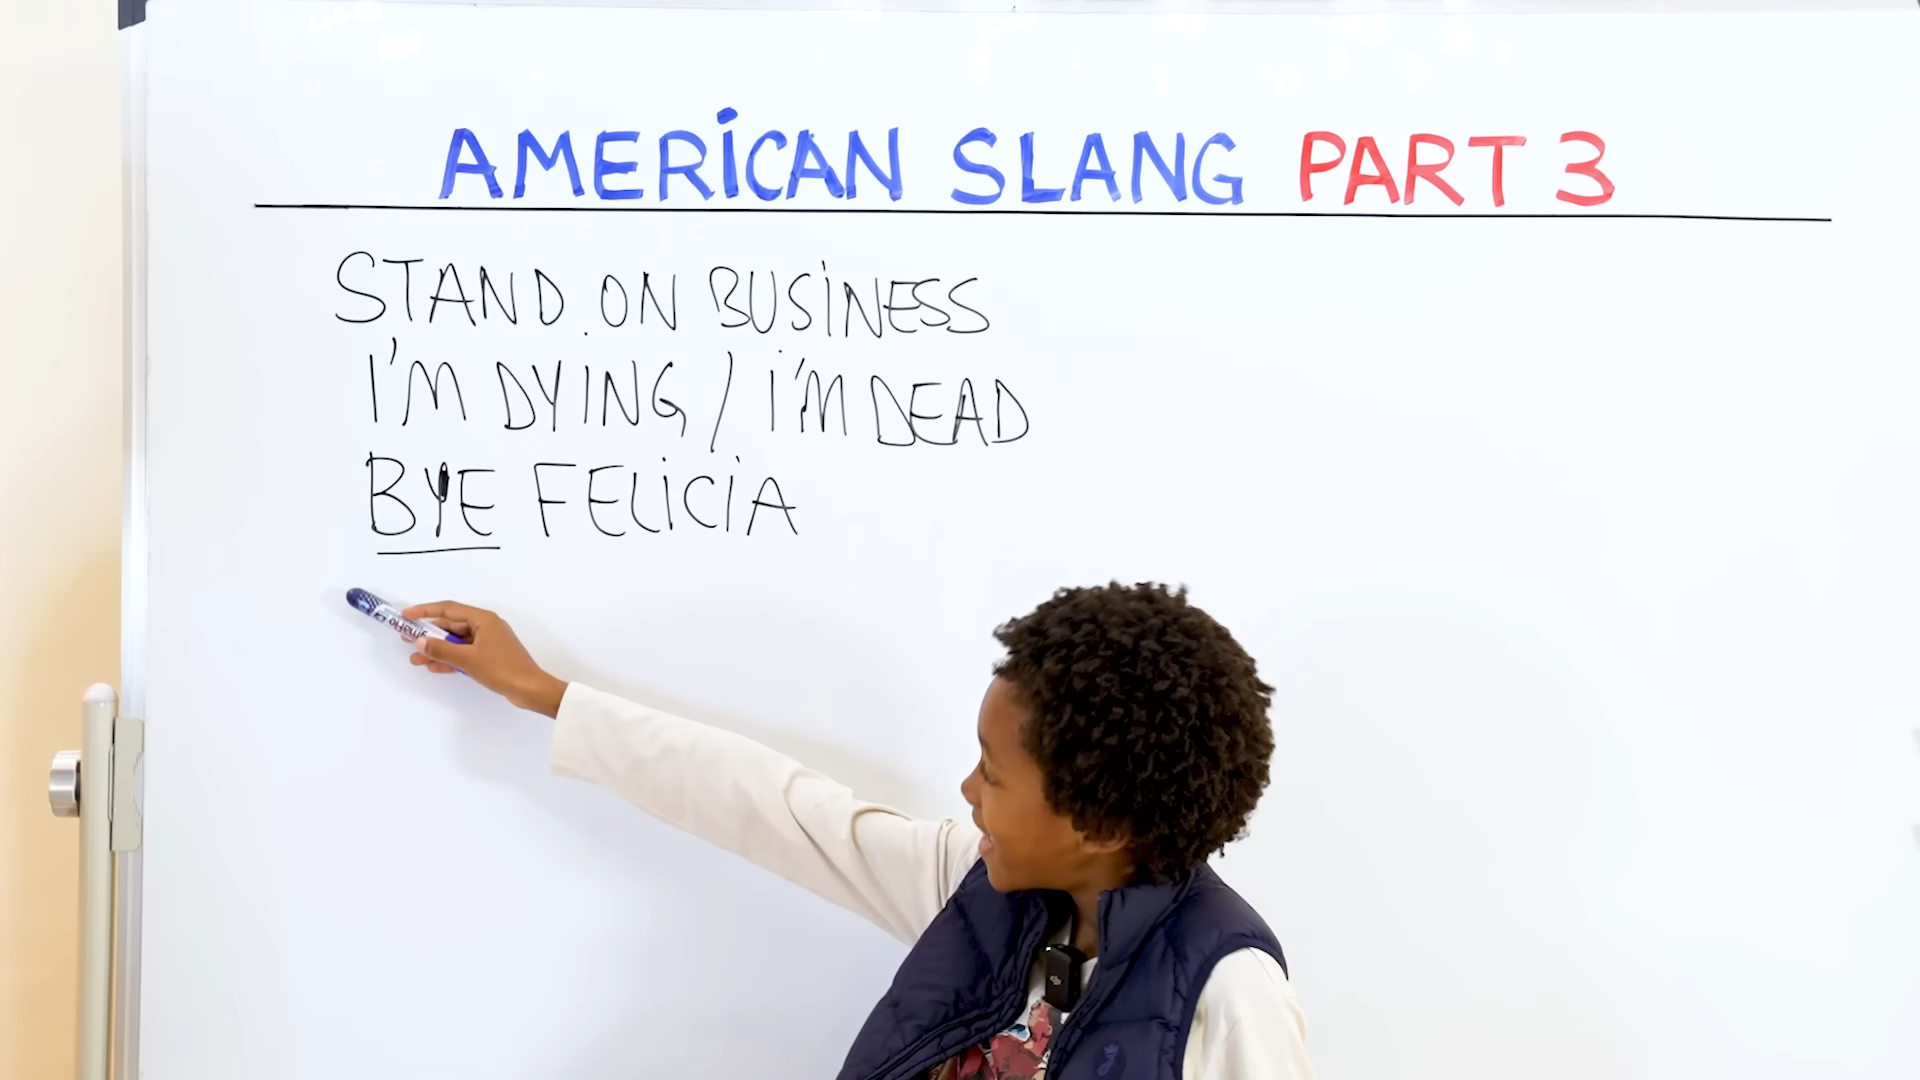 AMERICAN SLANG PART 3
STAND ON BUSINESS
I'M DYING / I'M DEAD
BYE FELICIA